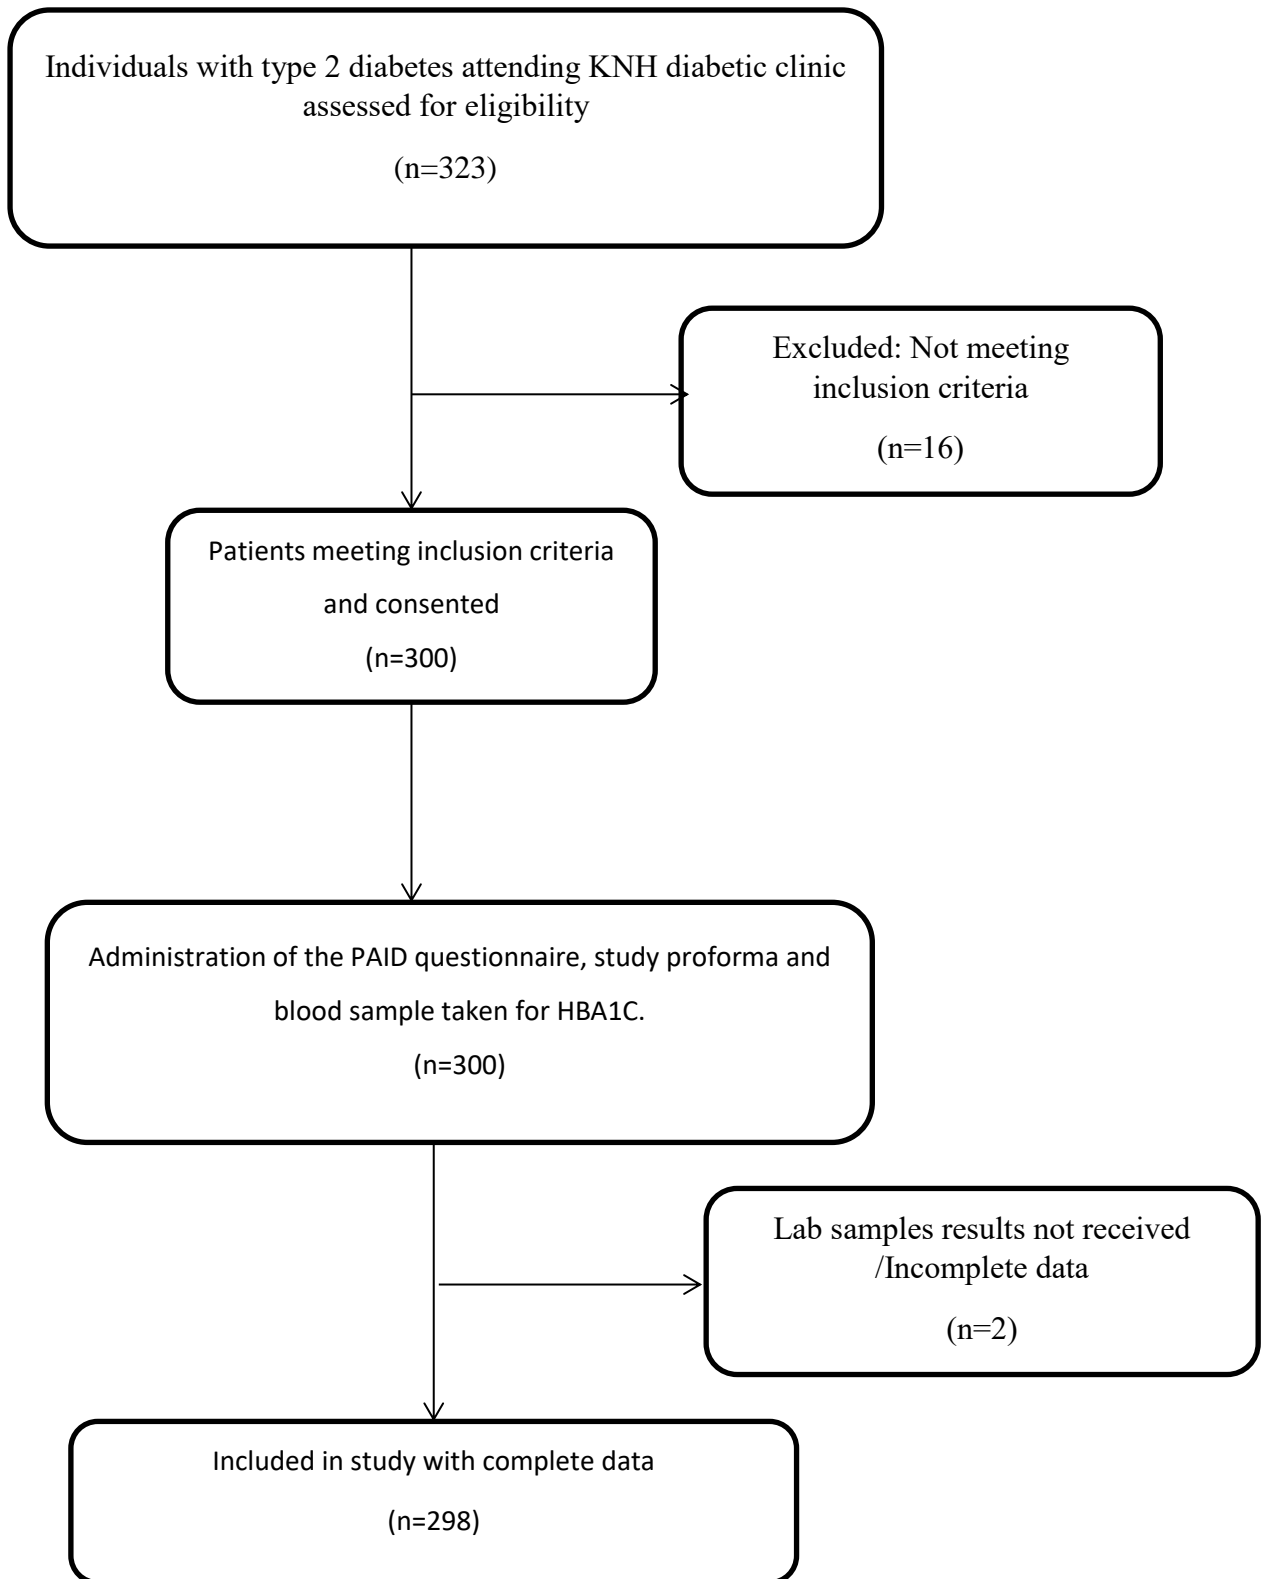 Individuals with type 2 diabetes attending KNH diabetic clinic
assessed for eligibility
(n=323)
Excluded: Not meeting
inclusion criteria
(n=16)
Patients meeting inclusion criteria
and consented
(n=300)
Administration of the PAID questionnaire, study proforma and
blood sample taken for HBA1C.
(n=300)
Lab samples results not received
/Incomplete data
(n=2)
Included in study with complete data
(n=298)